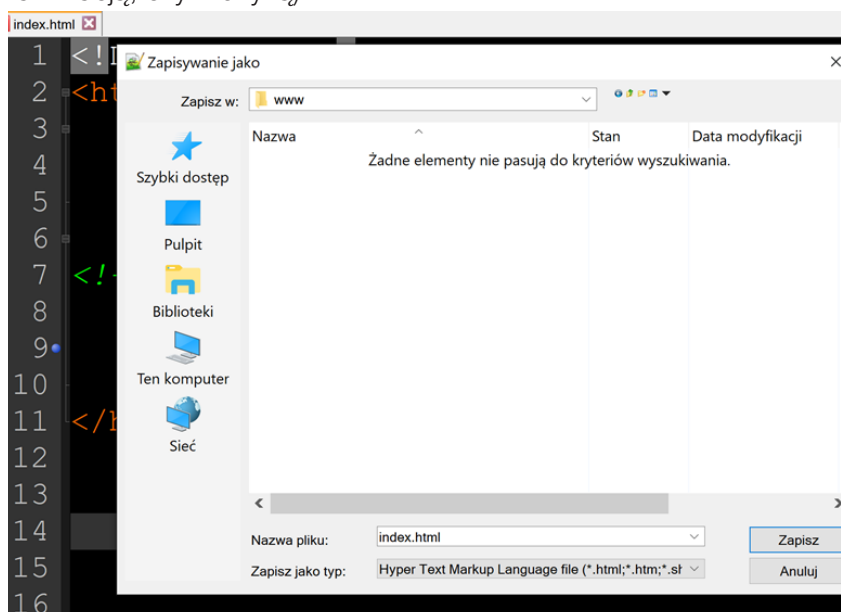 index.html
1 <!
2 <ht
3
4
5
6
7 <!-
8
9
10
11 </h
12
13
14
15
16
Zapisywanie jako
Zapisz w: www
Nazwa Stan Data modyfikacji
Żadne elementy nie pasują do kryteriów wyszukiwania.
Szybki dostęp
Pulpit
Biblioteki
Ten komputer
Sieć
Nazwa pliku: index.html Zapisz
Zapisz jako typ: Hyper Text Markup Language file (*.html;*.htm;*.sh Anuluj